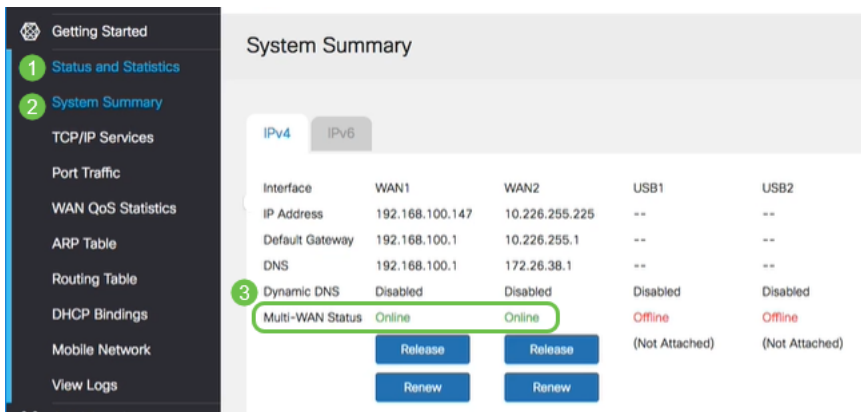 Getting Started
1 Status and Statistics
2 System Summary
TCP/IP Services
Port Traffic
WAN QoS Statistics
ARP Table
Routing Table
DHCP Bindings
Mobile Network
View Logs
System Summary
IPv4 IPv6
Interface WAN1 WAN2 USB1 USB2
IP Address 192.168.100.147 10.226.255.225 -- --
Default Gateway 192.168.100.1 10.226.255.1 -- --
DNS 192.168.100.1 172.26.38.1 -- --
3 Dynamic DNS Disabled Disabled Disabled Disabled
Multi-WAN Status Online Online Offline Offline
Release Release (Not Attached) (Not Attached)
Renew Renew